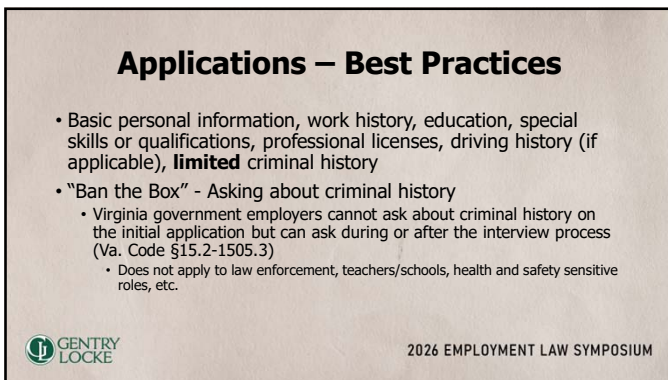 Applications – Best Practices
• Basic personal information, work history, education, special
skills or qualifications, professional licenses, driving history (if
applicable), limited criminal history
• “Ban the Box” - Asking about criminal history
• Virginia government employers cannot ask about criminal history on
the initial application but can ask during or after the interview process
(Va. Code §15.2-1505.3)
• Does not apply to law enforcement, teachers/schools, health and safety sensitive
roles, etc.
GENTRY
LOCKE
2026 EMPLOYMENT LAW SYMPOSIUM